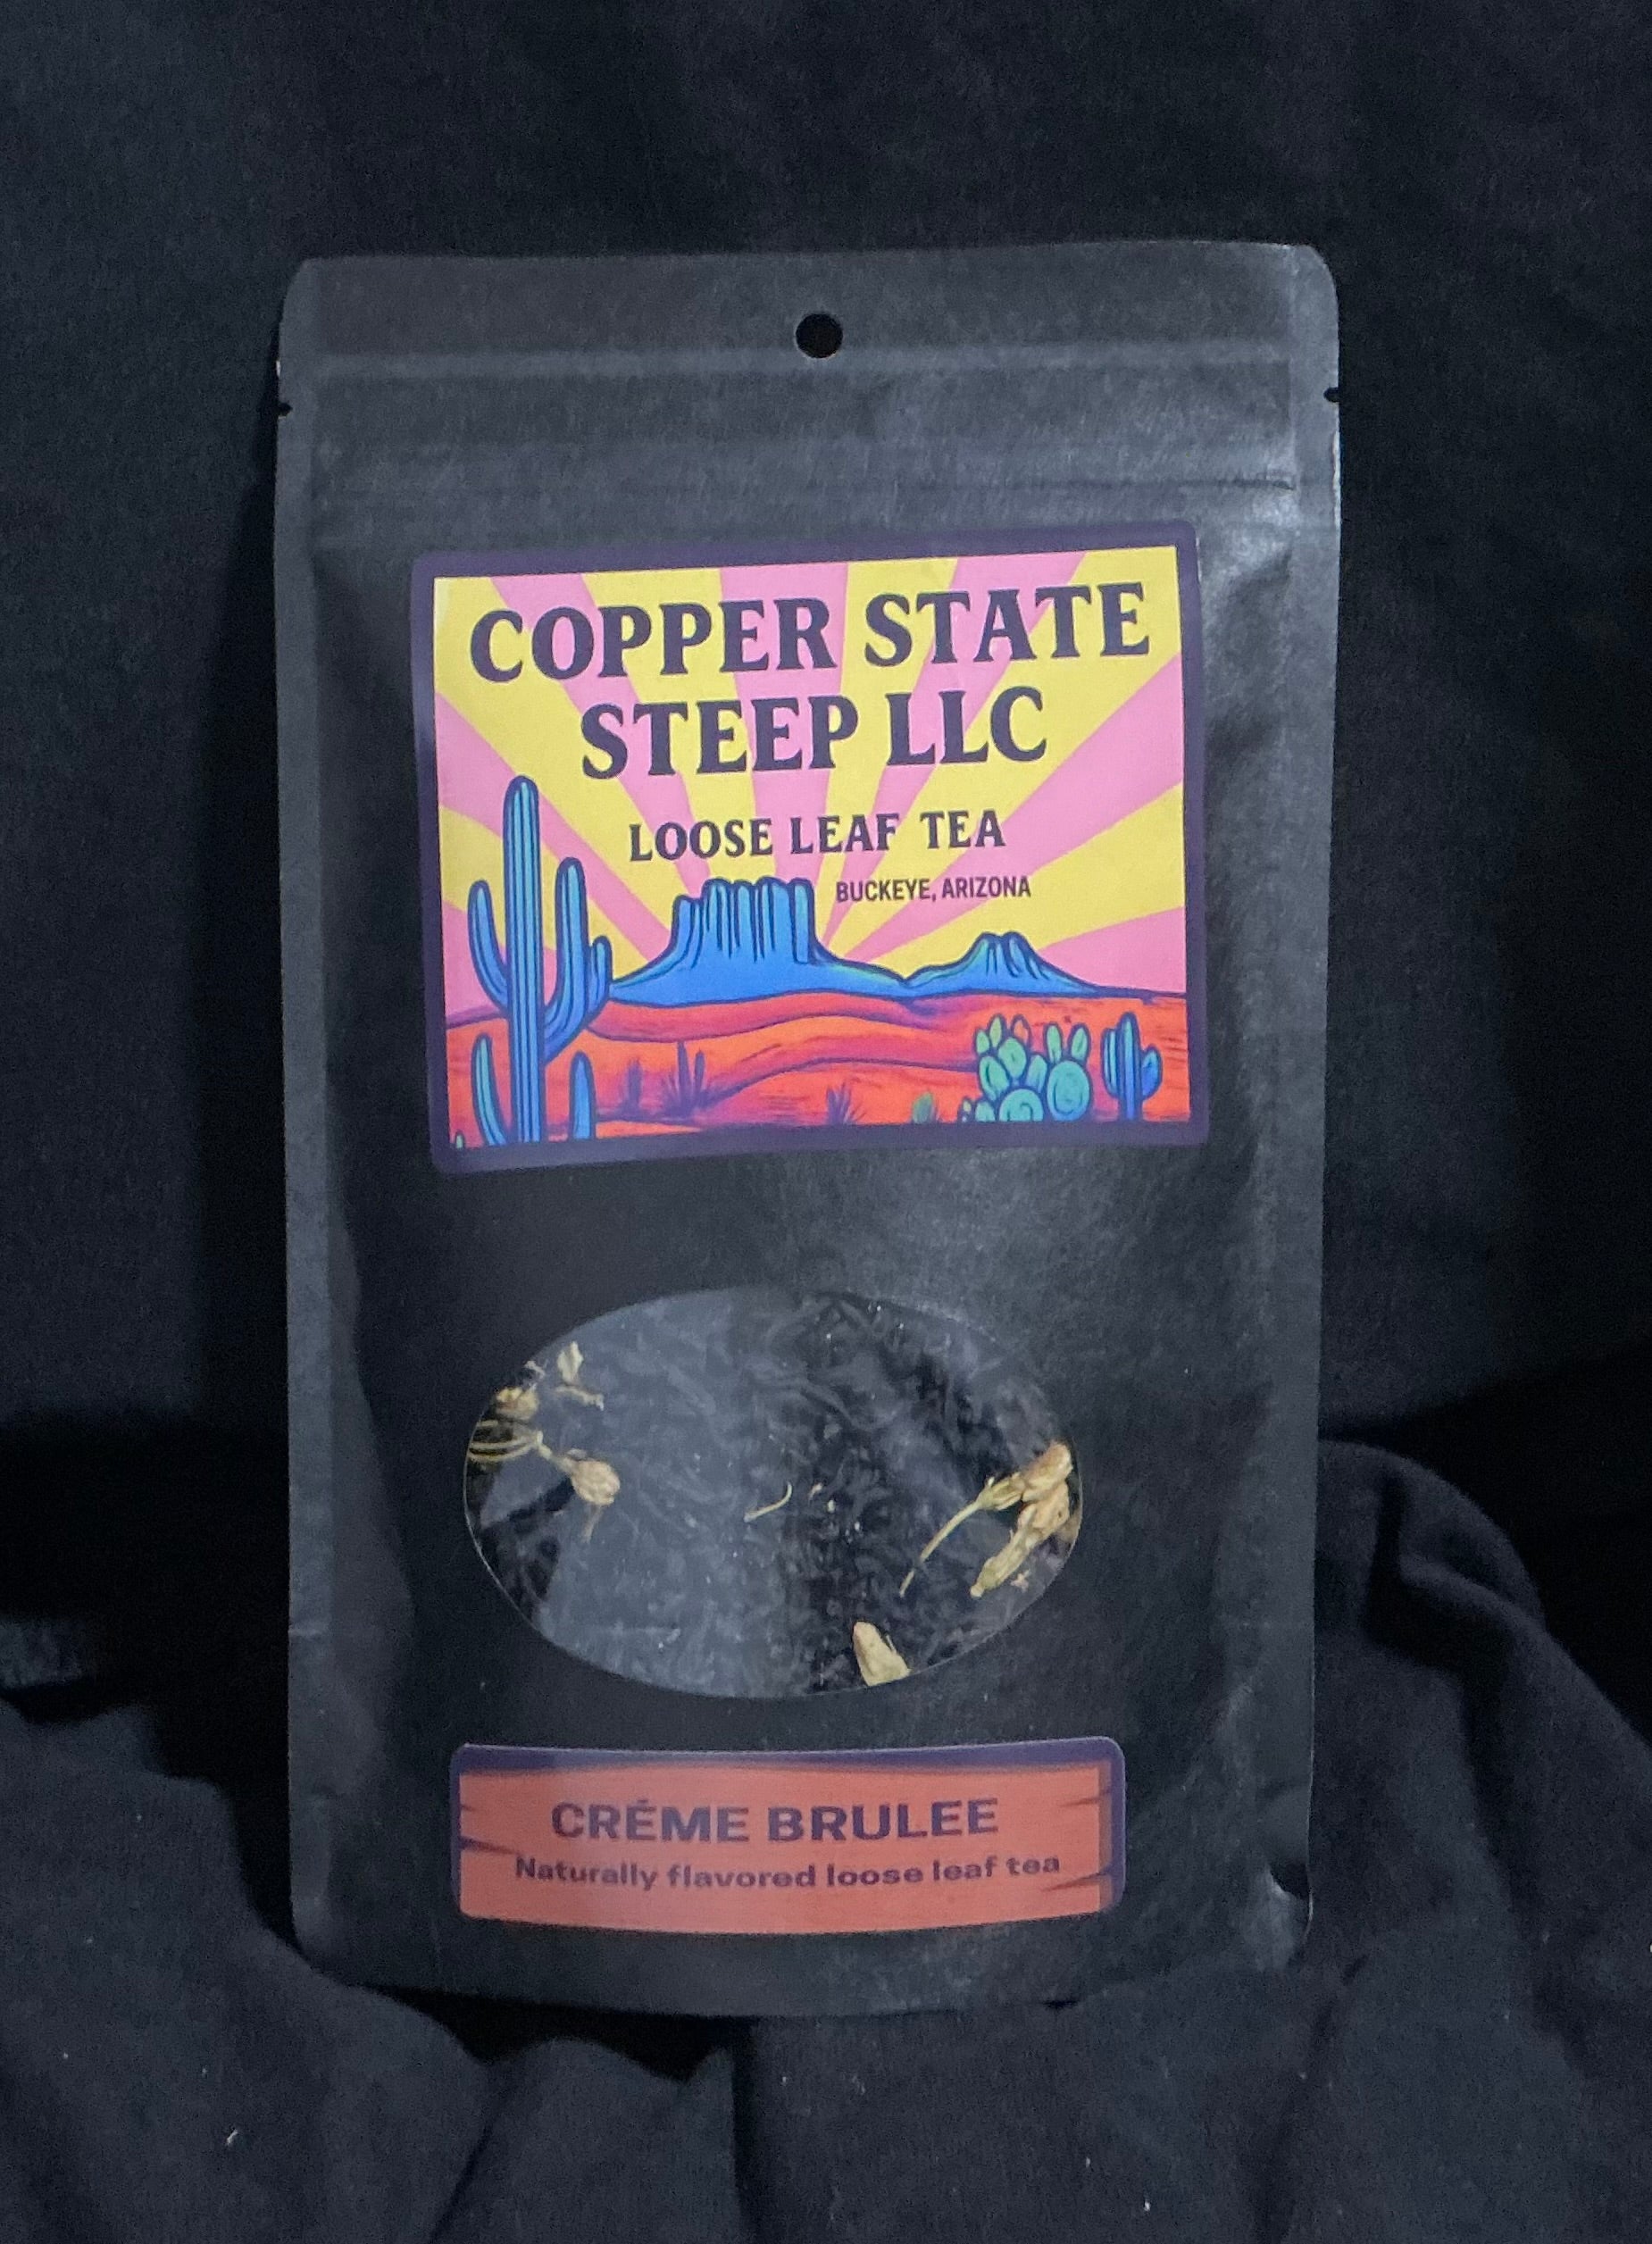 COPPER STATE
STEEP LLC
LOOSE LEAF TEA
BUCKEYE, ARIZONA
CRÉME BRULEE
Naturally flavored loose leaf tea